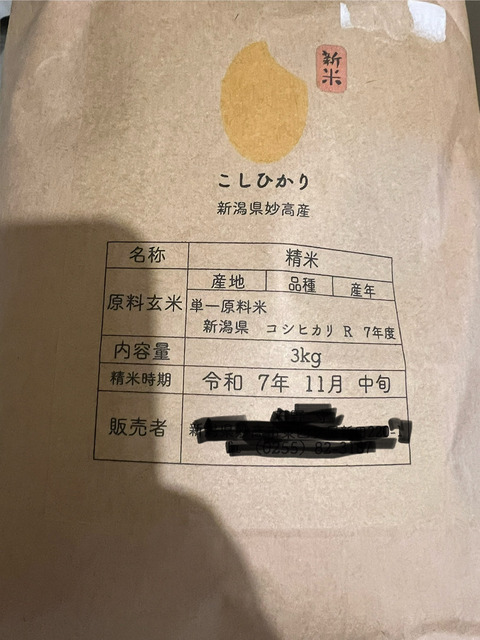 新米
こしひかり
新潟県妙高産
名称 精米
原料玄米 産地 品種 産年
単一原料米
新潟県 コシヒカリ R 7年度
内容量 3kg
精米時期 令和 7年 11月 中旬
販売者